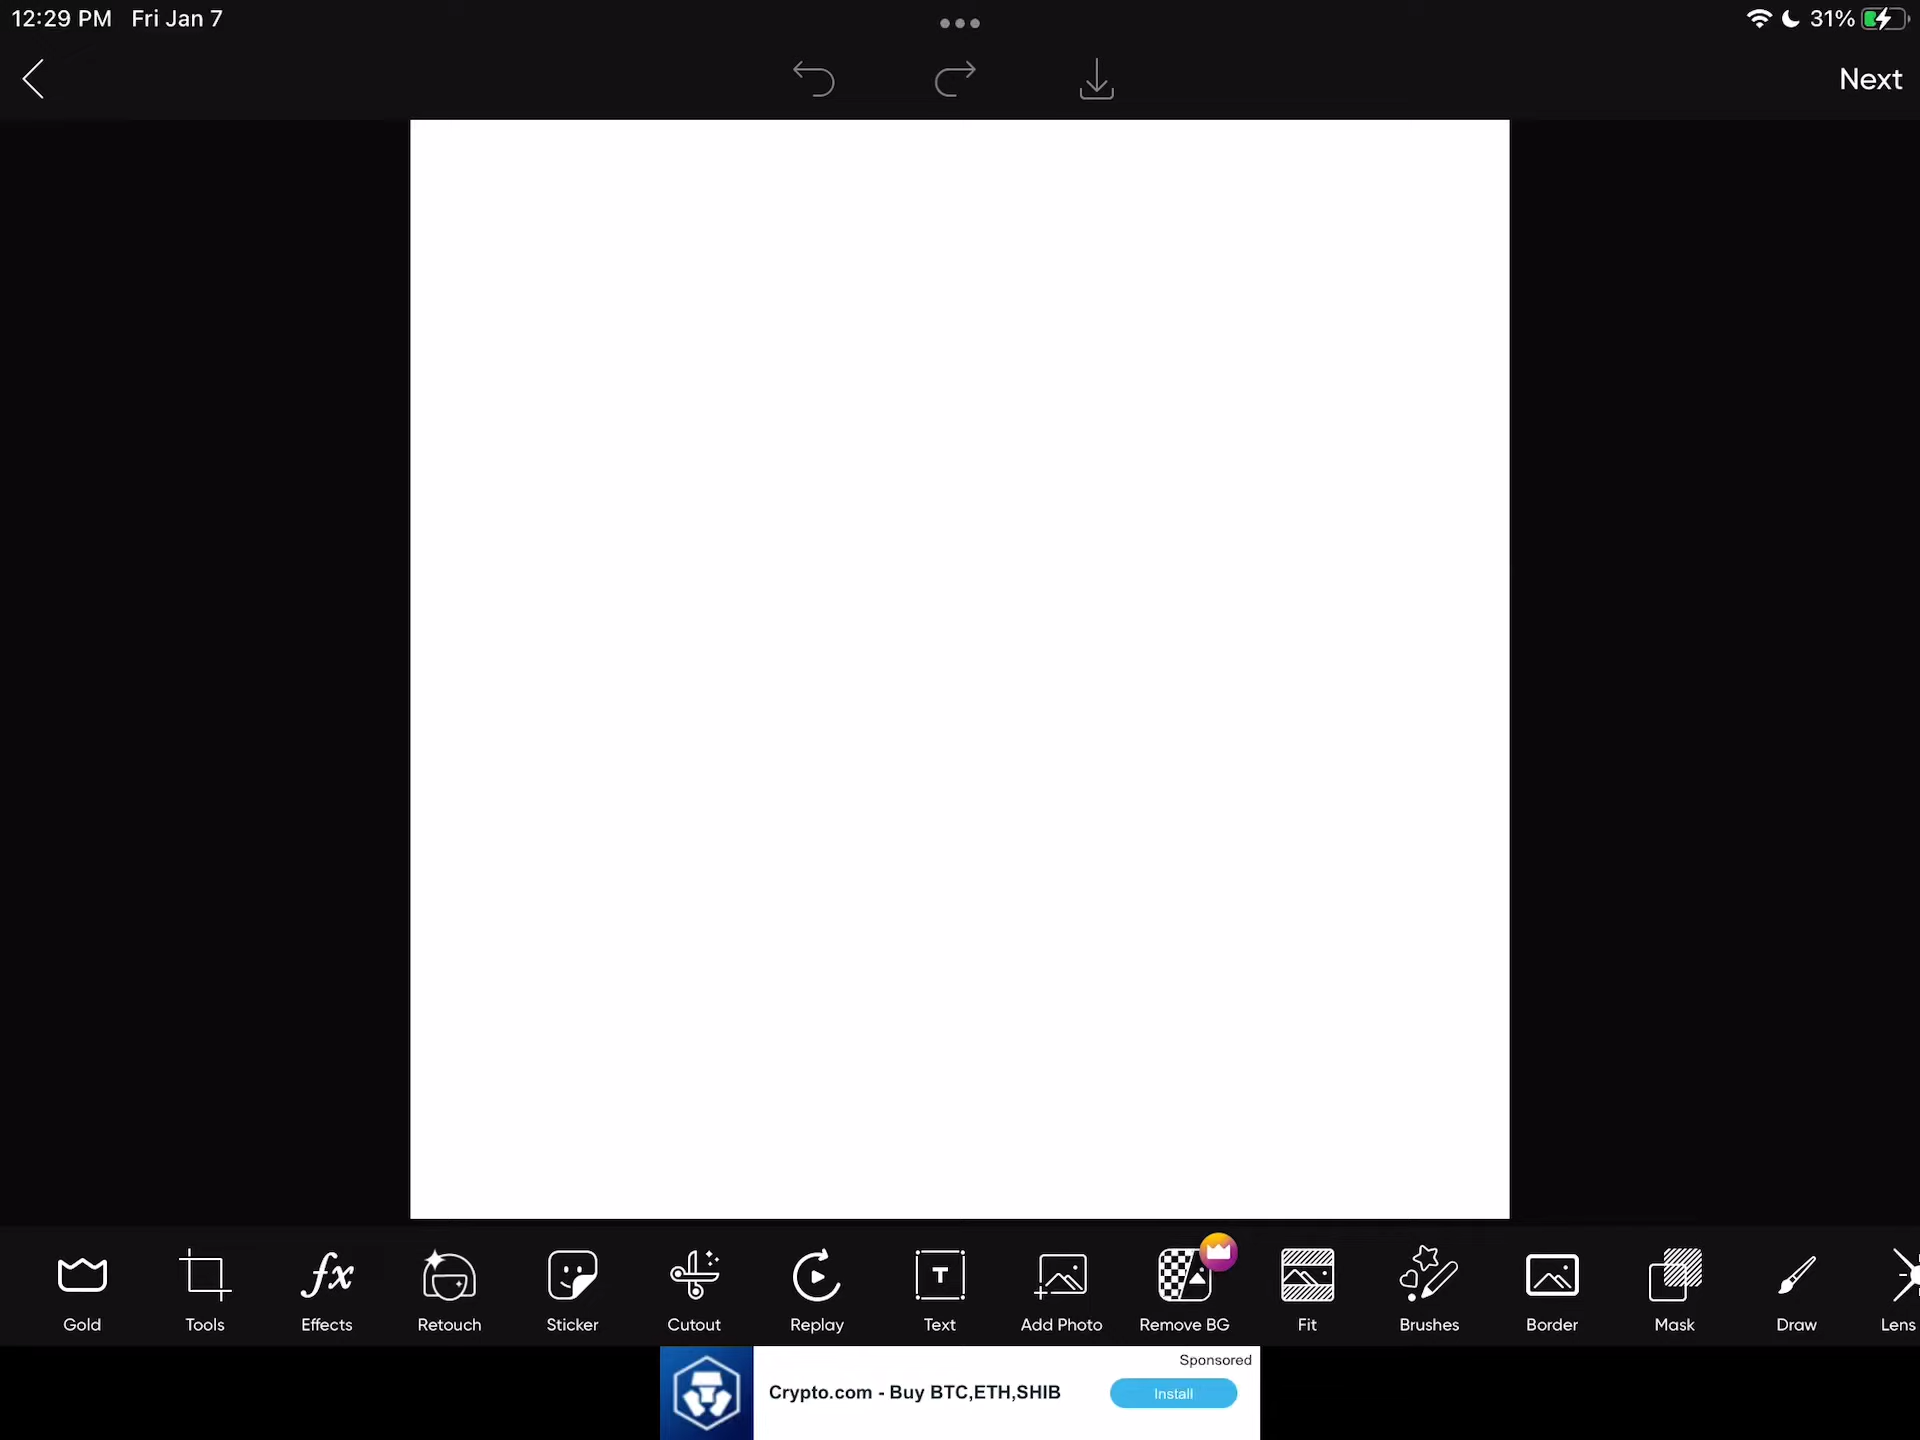 12:29 PM Fri Jan 7
31%
Next
Gold
Tools
Effects
Retouch
Sticker
Cutout
Replay
T
Text
Add Photo
Remove BG
Fit
Brushes
Border
Mask
Draw
Lens
Sponsored
Crypto.com - Buy BTC,ETH,SHIB
Install